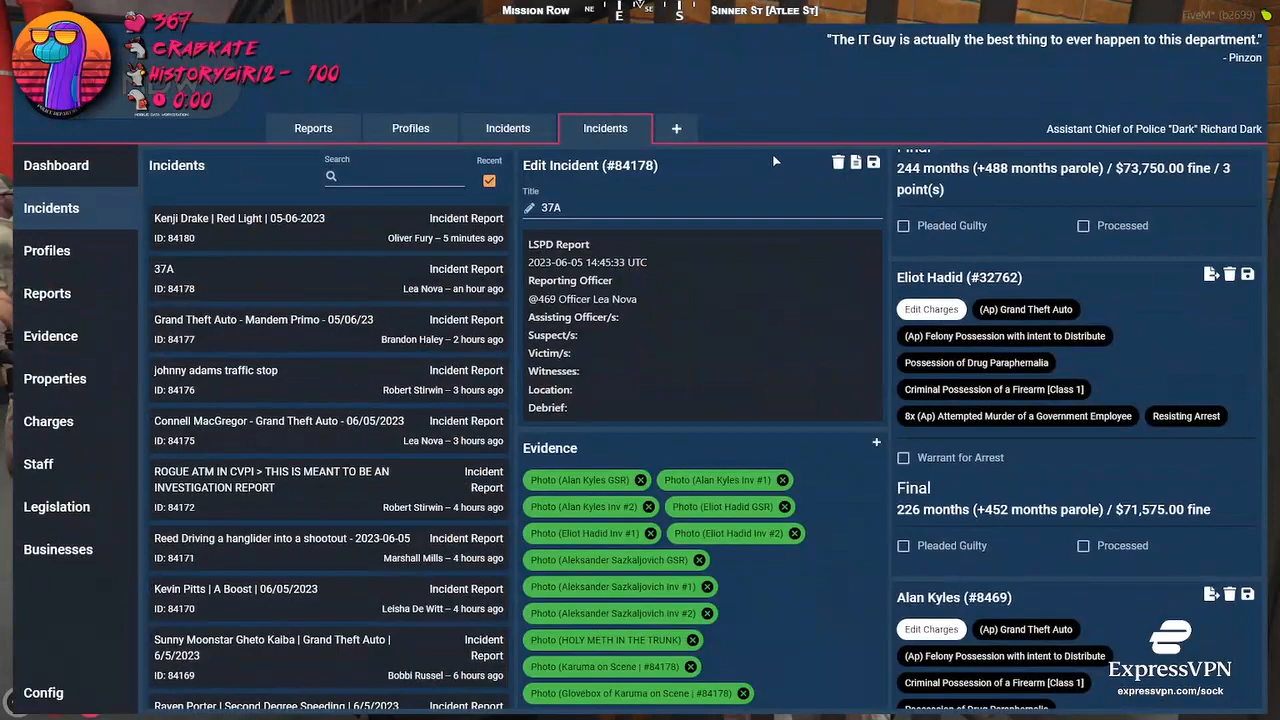 Mission Row
NE
E
SE
S
Sinner St [Atlee St]
FiveM* (b2699)
367
CRABKATE
HISTORYGIRL2 - 100
0:00
MOBILE DATA WORKSTATION
"The IT Guy is actually the best thing to ever happen to this department."
- Pinzon
Reports
Profiles
Incidents
Incidents
+
Assistant Chief of Police "Dark" Richard Dark
Dashboard
Incidents
Profiles
Reports
Evidence
Properties
Charges
Staff
Legislation
Businesses
Config
Incidents
Search
Recent
Kenji Drake | Red Light | 05-06-2023
Incident Report
ID: 84180
Oliver Fury – 5 minutes ago
37A
Incident Report
ID: 84178
Lea Nova – an hour ago
Grand Theft Auto - Mandem Primo - 05/06/23
Incident Report
ID: 84177
Brandon Haley – 2 hours ago
johnny adams traffic stop
Incident Report
ID: 84176
Robert Stirwin – 3 hours ago
Connell MacGregor - Grand Theft Auto - 06/05/2023
Incident Report
ID: 84175
Lea Nova – 3 hours ago
ROGUE ATM IN CVPI > THIS IS MEANT TO BE AN
INVESTIGATION REPORT
Incident
Report
ID: 84172
Robert Stirwin – 4 hours ago
Reed Driving a hanglider into a shootout - 2023-06-05
Incident Report
ID: 84171
Marshall Mills – 4 hours ago
Kevin Pitts | A Boost | 06/05/2023
Incident Report
ID: 84170
Leisha De Witt – 4 hours ago
Sunny Moonstar Gheto Kaiba | Grand Theft Auto |
6/5/2023
Incident
Report
ID: 84169
Bobbi Russel – 6 hours ago
Raven Porter | Second Degree Speeding | 6/5/2023
Incident Report
Edit Incident (#84178)
Title
37A
LSPD Report
2023-06-05 14:45:33 UTC
Reporting Officer
@469 Officer Lea Nova
Assisting Officer/s:
Suspect/s:
Victim/s:
Witnesses:
Location:
Debrief:
Evidence
+
Photo (Alan Kyles GSR)
Photo (Alan Kyles Inv #1)
Photo (Alan Kyles Inv #2)
Photo (Eliot Hadid GSR)
Photo (Eliot Hadid Inv #1)
Photo (Eliot Hadid Inv #2)
Photo (Aleksander Sazkaljovich GSR)
Photo (Aleksander Sazkaljovich Inv #1)
Photo (Aleksander Sazkaljovich Inv #2)
Photo (HOLY METH IN THE TRUNK)
Photo (Karuma on Scene | #84178)
Photo (Glovebox of Karuma on Scene | #84178)
Final
244 months (+488 months parole) / $73,750.00 fine / 3
point(s)
Pleaded Guilty
Processed
Eliot Hadid (#32762)
Edit Charges
(Ap) Grand Theft Auto
(Ap) Felony Possession with Intent to Distribute
Possession of Drug Paraphernalia
Criminal Possession of a Firearm [Class 1]
8x (Ap) Attempted Murder of a Government Employee
Resisting Arrest
Warrant for Arrest
Final
226 months (+452 months parole) / $71,575.00 fine
Pleaded Guilty
Processed
Alan Kyles (#8469)
Edit Charges
(Ap) Grand Theft Auto
(Ap) Felony Possession with Intent to Distribute
Criminal Possession of a Firearm [Class 1]
Possession of Drug Paraphernalia
ExpressVPN
expressvpn.com/sock